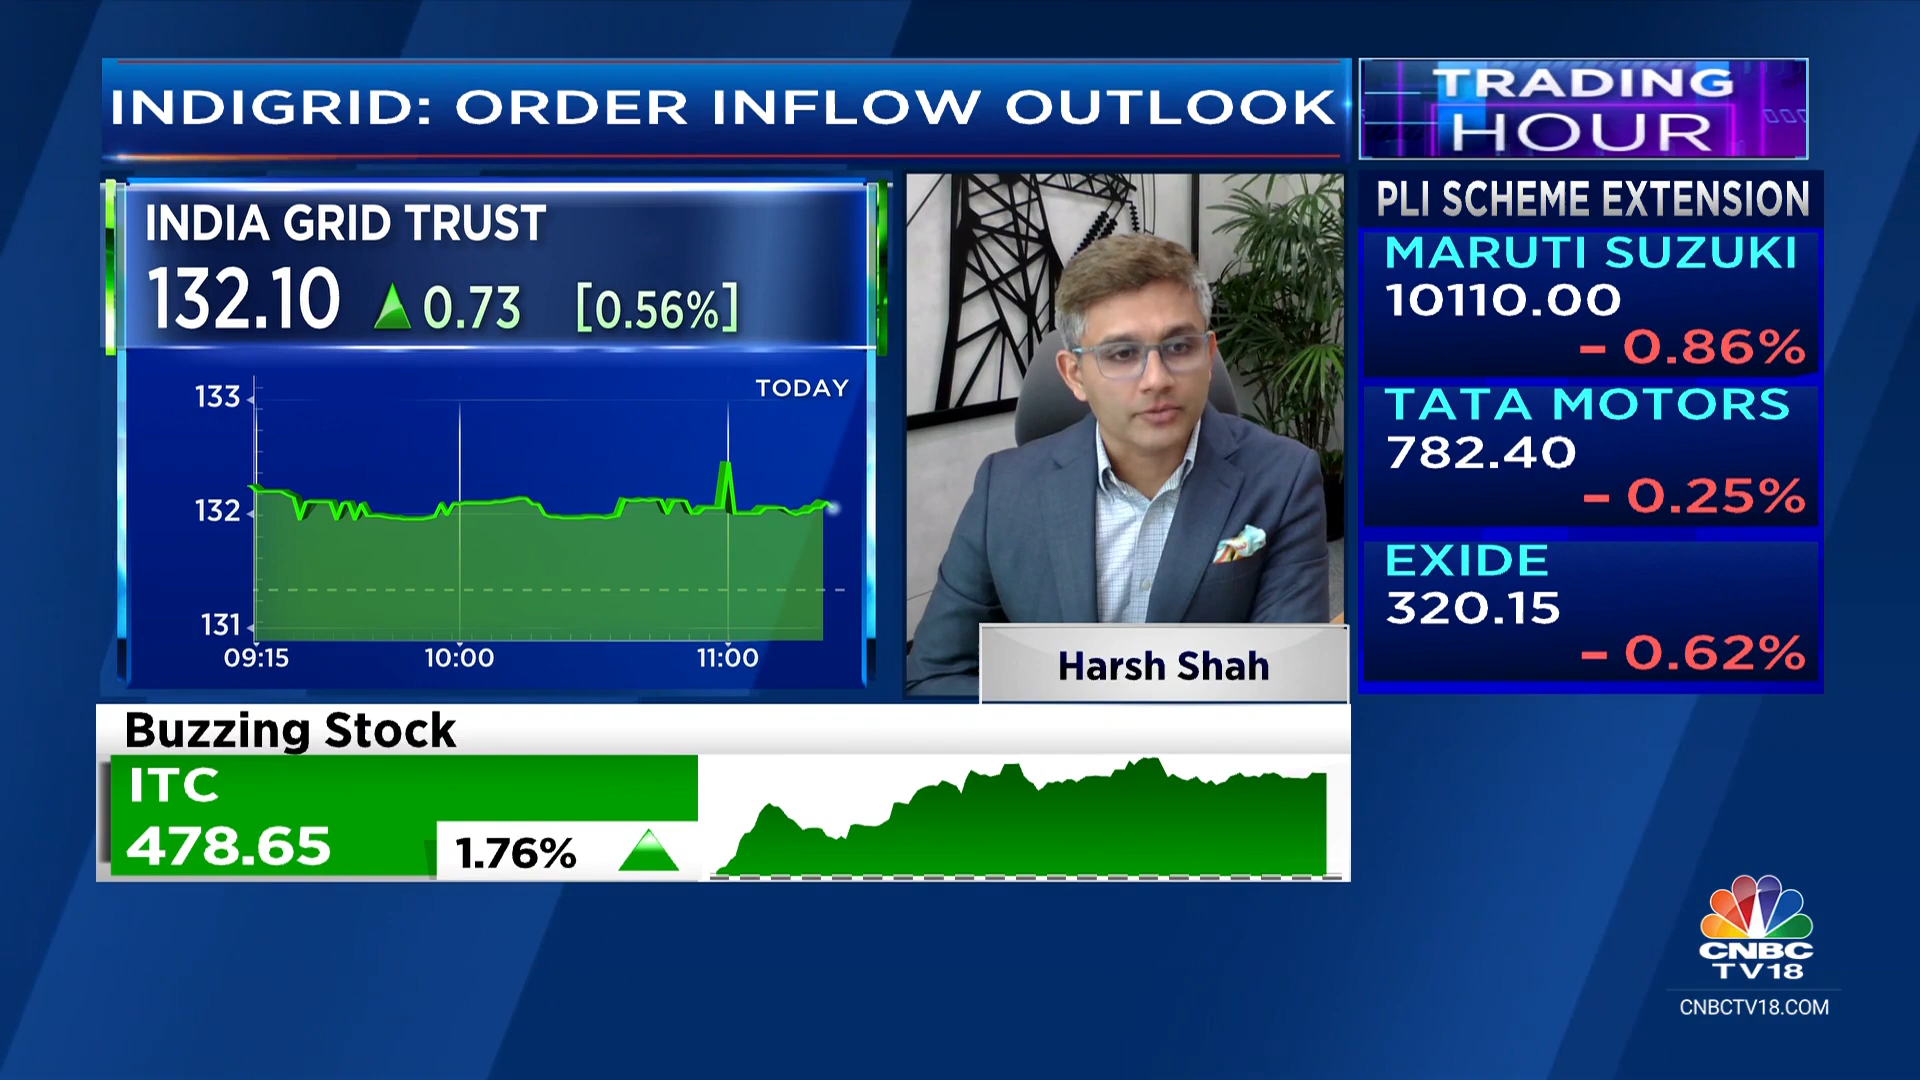 INDIGRID: ORDER INFLOW OUTLOOK
TRADING
HOUR
INDIA GRID TRUST
132.10 ▲ 0.73 [0.56%]
TODAY
133
132
131
09:15 10:00 11:00
Harsh Shah
PLI SCHEME EXTENSION
MARUTI SUZUKI
10110.00
- 0.86%
TATA MOTORS
782.40
- 0.25%
EXIDE
320.15
- 0.62%
Buzzing Stock
ITC
478.65
1.76%
CNBC
TV18
CNBCTV18.COM